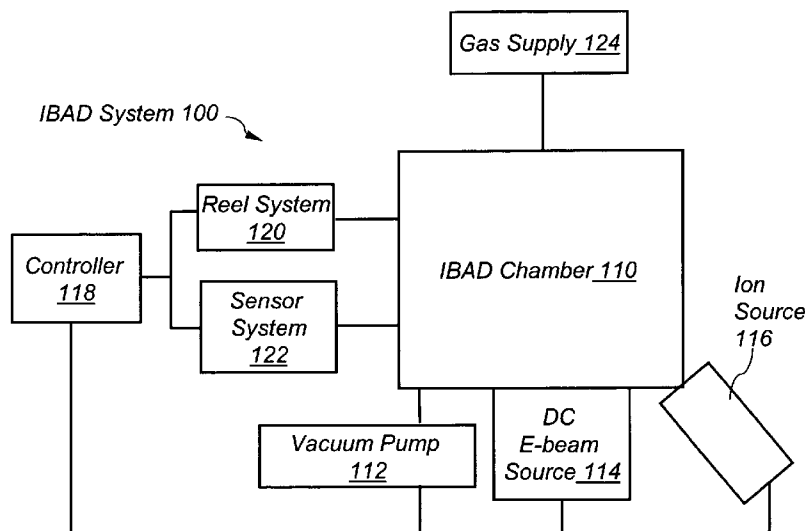 Gas Supply 124
IBAD System 100
Reel System
120
Controller
118
IBAD Chamber 110
Sensor
System
122
Ion
Source
116
Vacuum Pump
112
DC
E-beam
Source 114